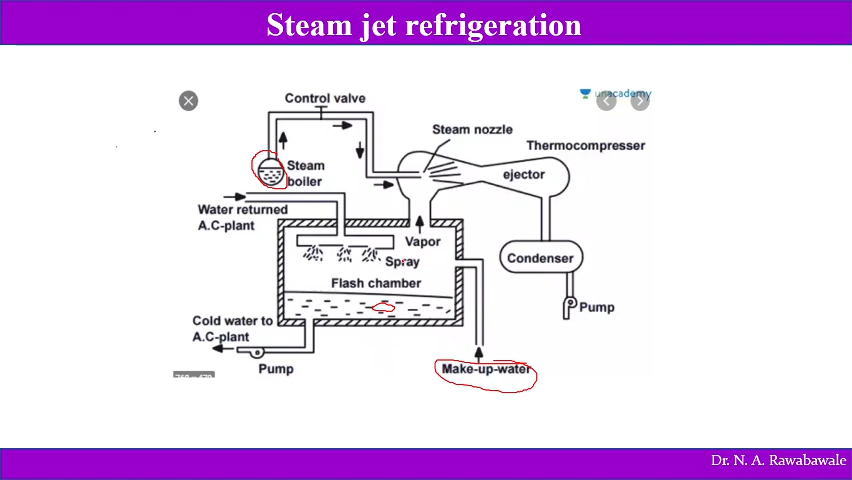 Steam jet refrigeration
unacademy
Control valve
Steam nozzle
Thermocompresser
ejector
Steam
boiler
Water returned
A.C-plant
Vapor
Spray
Condenser
Flash chamber
Pump
Cold water to
A.C-plant
Pump
Make-up-water
Dr. N. A. Rawabawale